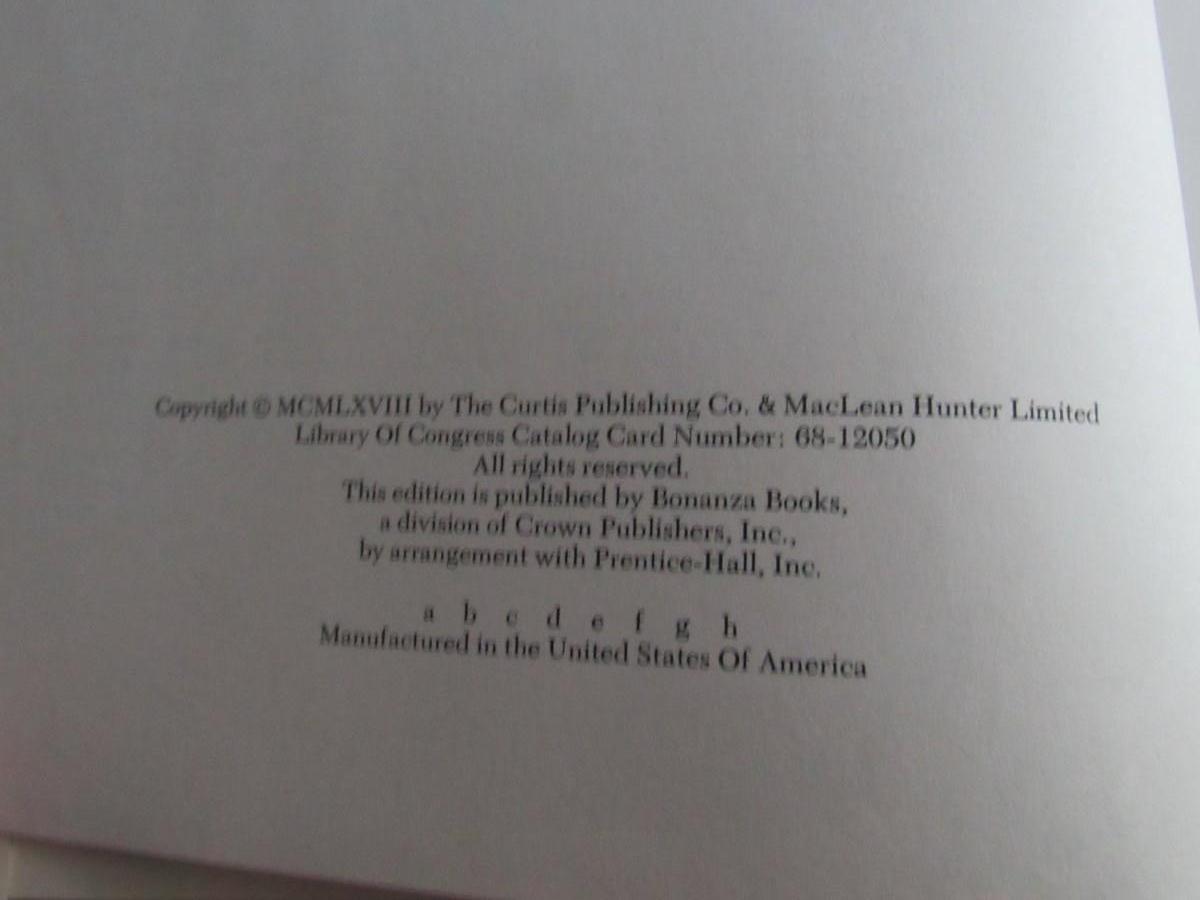 Copyright © MCMLXVIII by The Curtis Publishing Co. & MacLean Hunter Limited
Library Of Congress Catalog Card Number: 68-12050
All rights reserved.
This edition is published by Bonanza Books,
a division of Crown Publishers, Inc.,
by arrangement with Prentice-Hall, Inc.
a b c d e f g h
Manufactured in the United States Of America